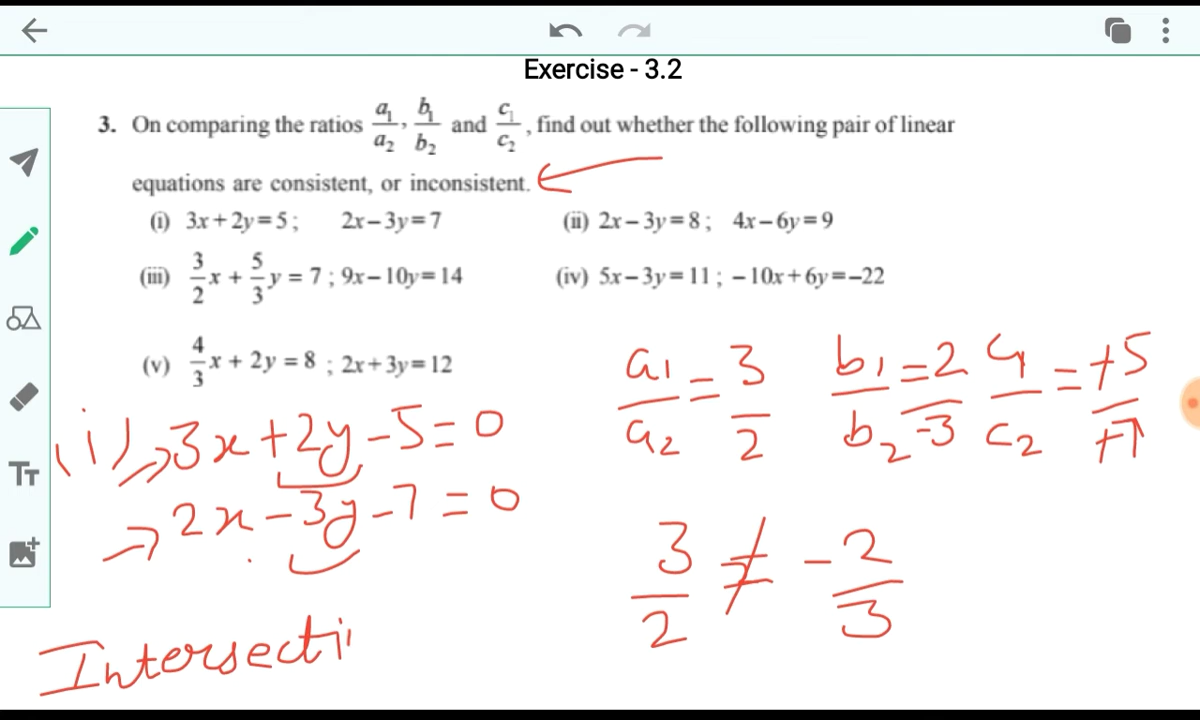 Exercise - 3.2
3. On comparing the ratios a₁/a₂, b₁/b₂ and c₁/c₂, find out whether the following pair of linear
equations are consistent, or inconsistent.
(i) 3x+2y=5; 2x–3y=7 (ii) 2x–3y=8; 4x–6y=9
(iii) 3/2x + 5/3y = 7; 9x–10y=14 (iv) 5x–3y=11; –10x+6y=–22
(v) 4/3x + 2y = 8; 2x+3y=12
a1/a2 = 3/2 b1/b2 = 2/-3 c1/c2 = +5/+7
(i) → 3x+2y-5=0
→ 2x-3y-7=0
3/2 ≠ -2/3
Intersecti
TT